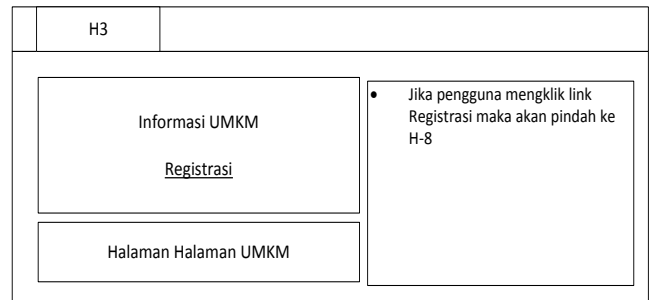 H3
Informasi UMKM
Registrasi
Halaman Halaman UMKM
• Jika pengguna mengklik link
Registrasi maka akan pindah ke
H-8